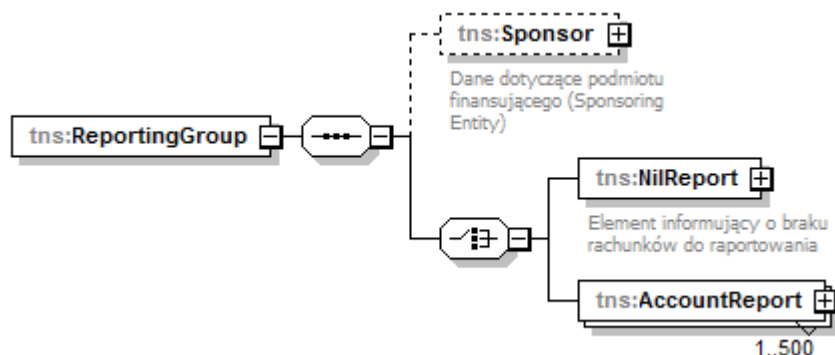 tns:Sponsor
Dane dotyczące podmiotu
finansującego (Sponsoring
Entity)
tns:ReportingGroup
tns:NilReport
Element informujący o braku
rachunków do raportowania
tns:AccountReport
1..500